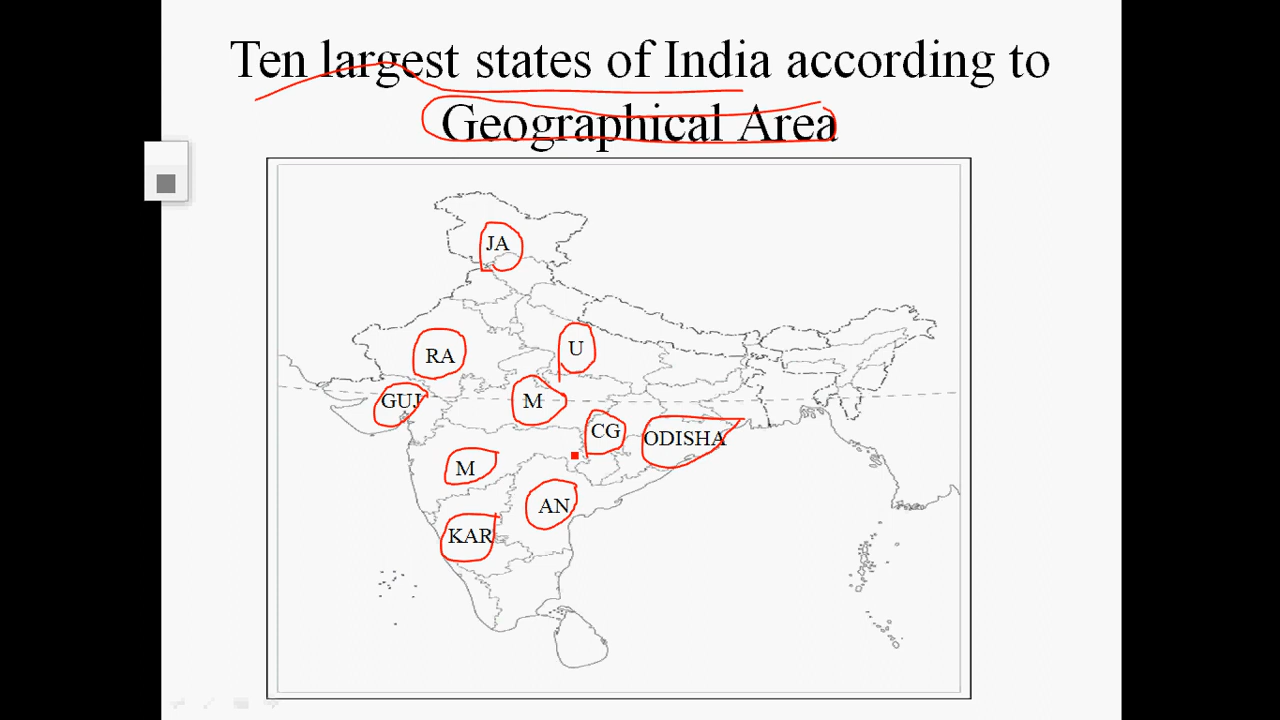 Ten largest states of India according to
Geographical Area
JA
RA
U
GUJ
M
CG
ODISHA
M
AN
KAR